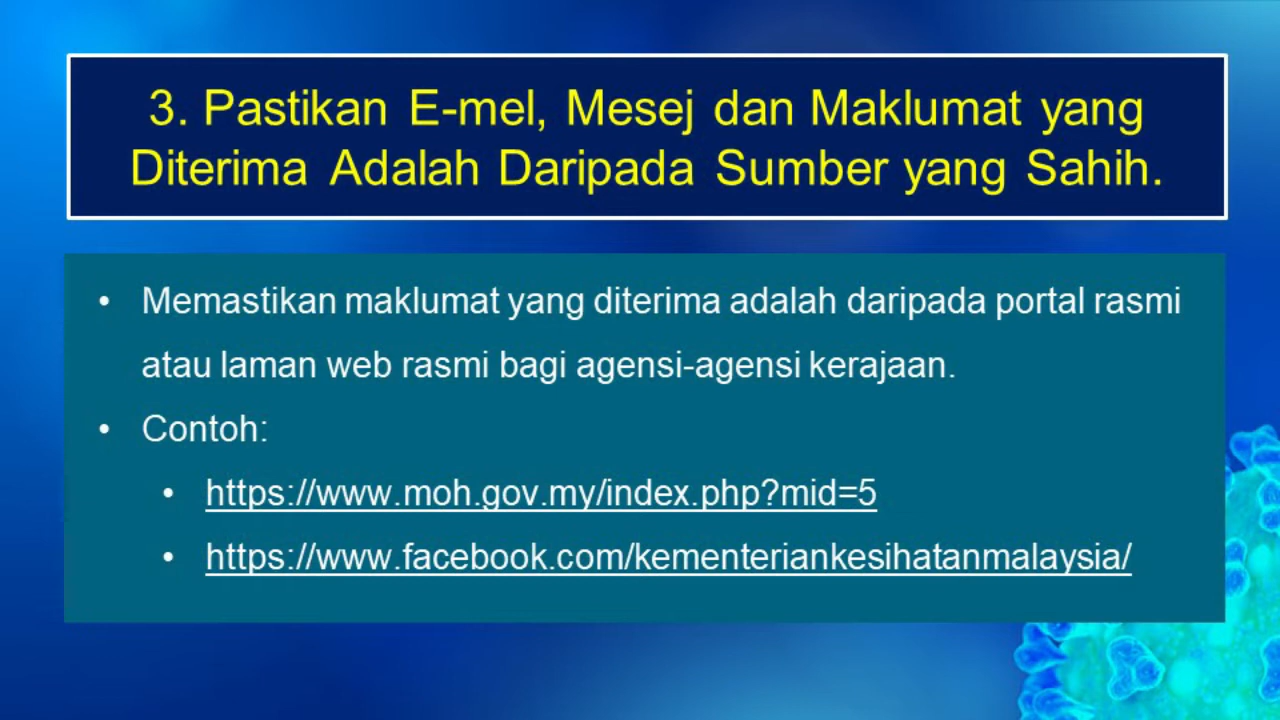 3. Pastikan E-mel, Mesej dan Maklumat yang
Diterima Adalah Daripada Sumber yang Sahih.
• Memastikan maklumat yang diterima adalah daripada portal rasmi
atau laman web rasmi bagi agensi-agensi kerajaan.
• Contoh:
• https://www.moh.gov.my/index.php?mid=5
• https://www.facebook.com/kementeriankesihatanmalaysia/